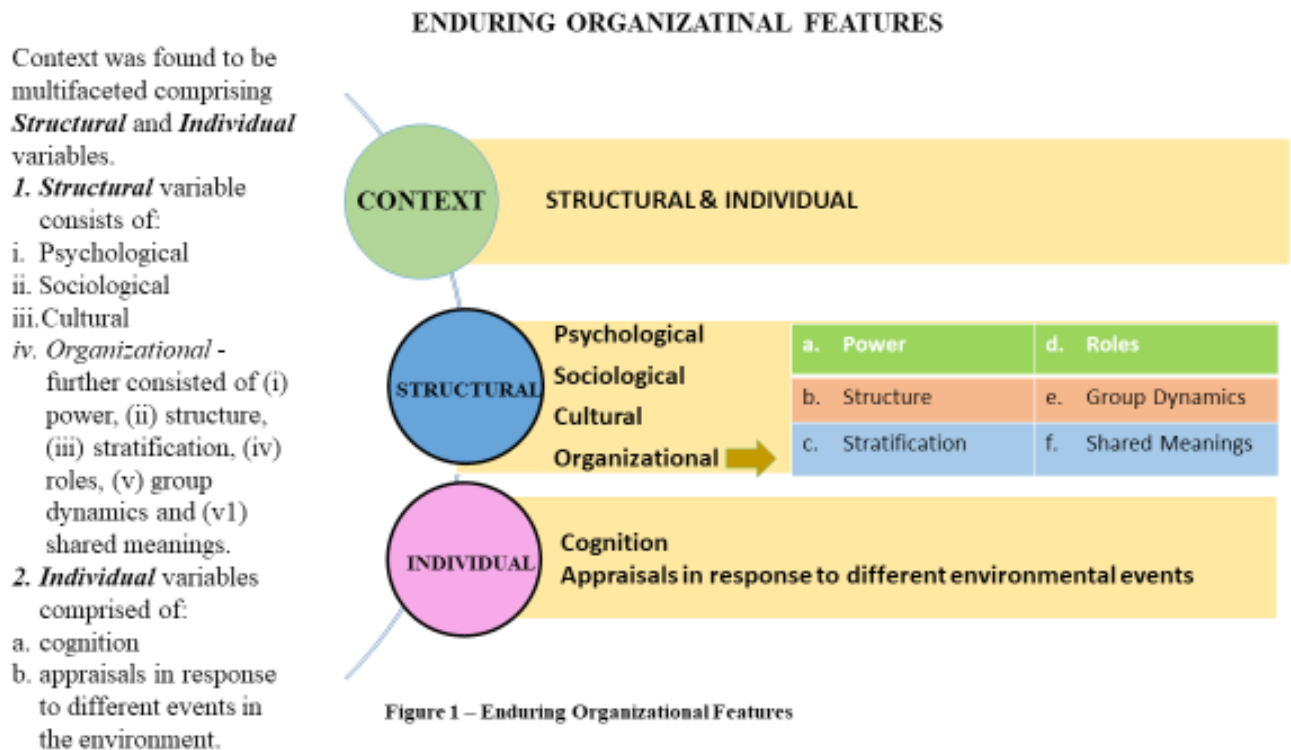 ENDURING ORGANIZATINAL FEATURES
Context was found to be
multifaceted comprising
Structural and Individual
variables.
1. Structural variable
consists of:
i. Psychological
ii. Sociological
iii.Cultural
iv. Organizational -
further consisted of (i)
power, (ii) structure,
(iii) stratification, (iv)
roles, (v) group
dynamics and (v1)
shared meanings.
2. Individual variables
comprised of:
a. cognition
b. appraisals in response
to different events in
the environment.
CONTEXT
STRUCTURAL & INDIVIDUAL
STRUCTURAL
Psychological
Sociological
Cultural
Organizational
a. Power
d. Roles
b. Structure
e. Group Dynamics
c. Stratification
f. Shared Meanings
INDIVIDUAL
Cognition
Appraisals in response to different environmental events
Figure 1 – Enduring Organizational Features